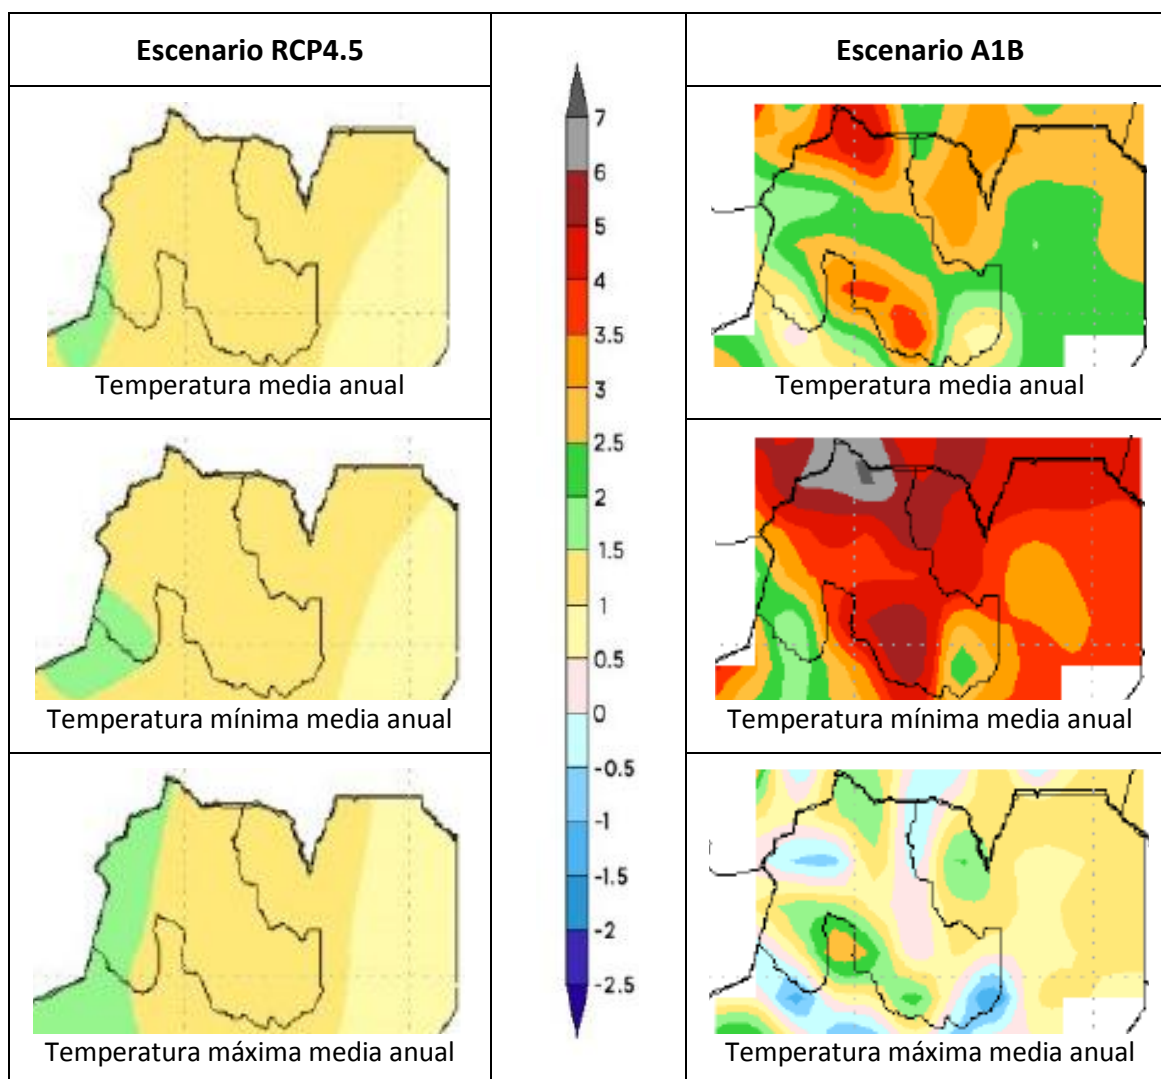 Escenario RCP4.5
Escenario A1B
7
6
5
4
3.5
3
2.5
2
1.5
1
0.5
0
-0.5
-1
-1.5
-2
-2.5
Temperatura media anual
Temperatura media anual
Temperatura mínima media anual
Temperatura mínima media anual
Temperatura máxima media anual
Temperatura máxima media anual